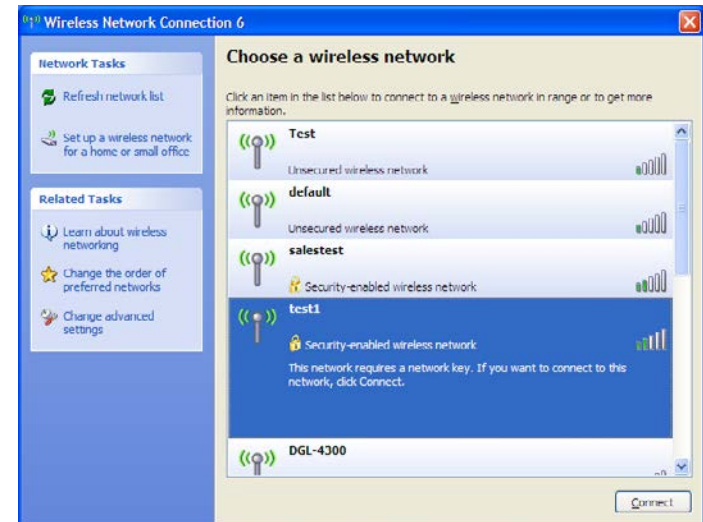 Wireless Network Connection 6
Network Tasks
Refresh network list
Set up a wireless network
for a home or small office
Related Tasks
Learn about wireless
networking
Change the order of
preferred networks
Change advanced
settings
Choose a wireless network
Click an item in the list below to connect to a wireless network in range or to get more
information.
Test
Unsecured wireless network
default
Unsecured wireless network
salestest
Security-enabled wireless network
test1
Security-enabled wireless network
This network requires a network key. If you want to connect to this
network, click Connect.
DGL-4300
Connect